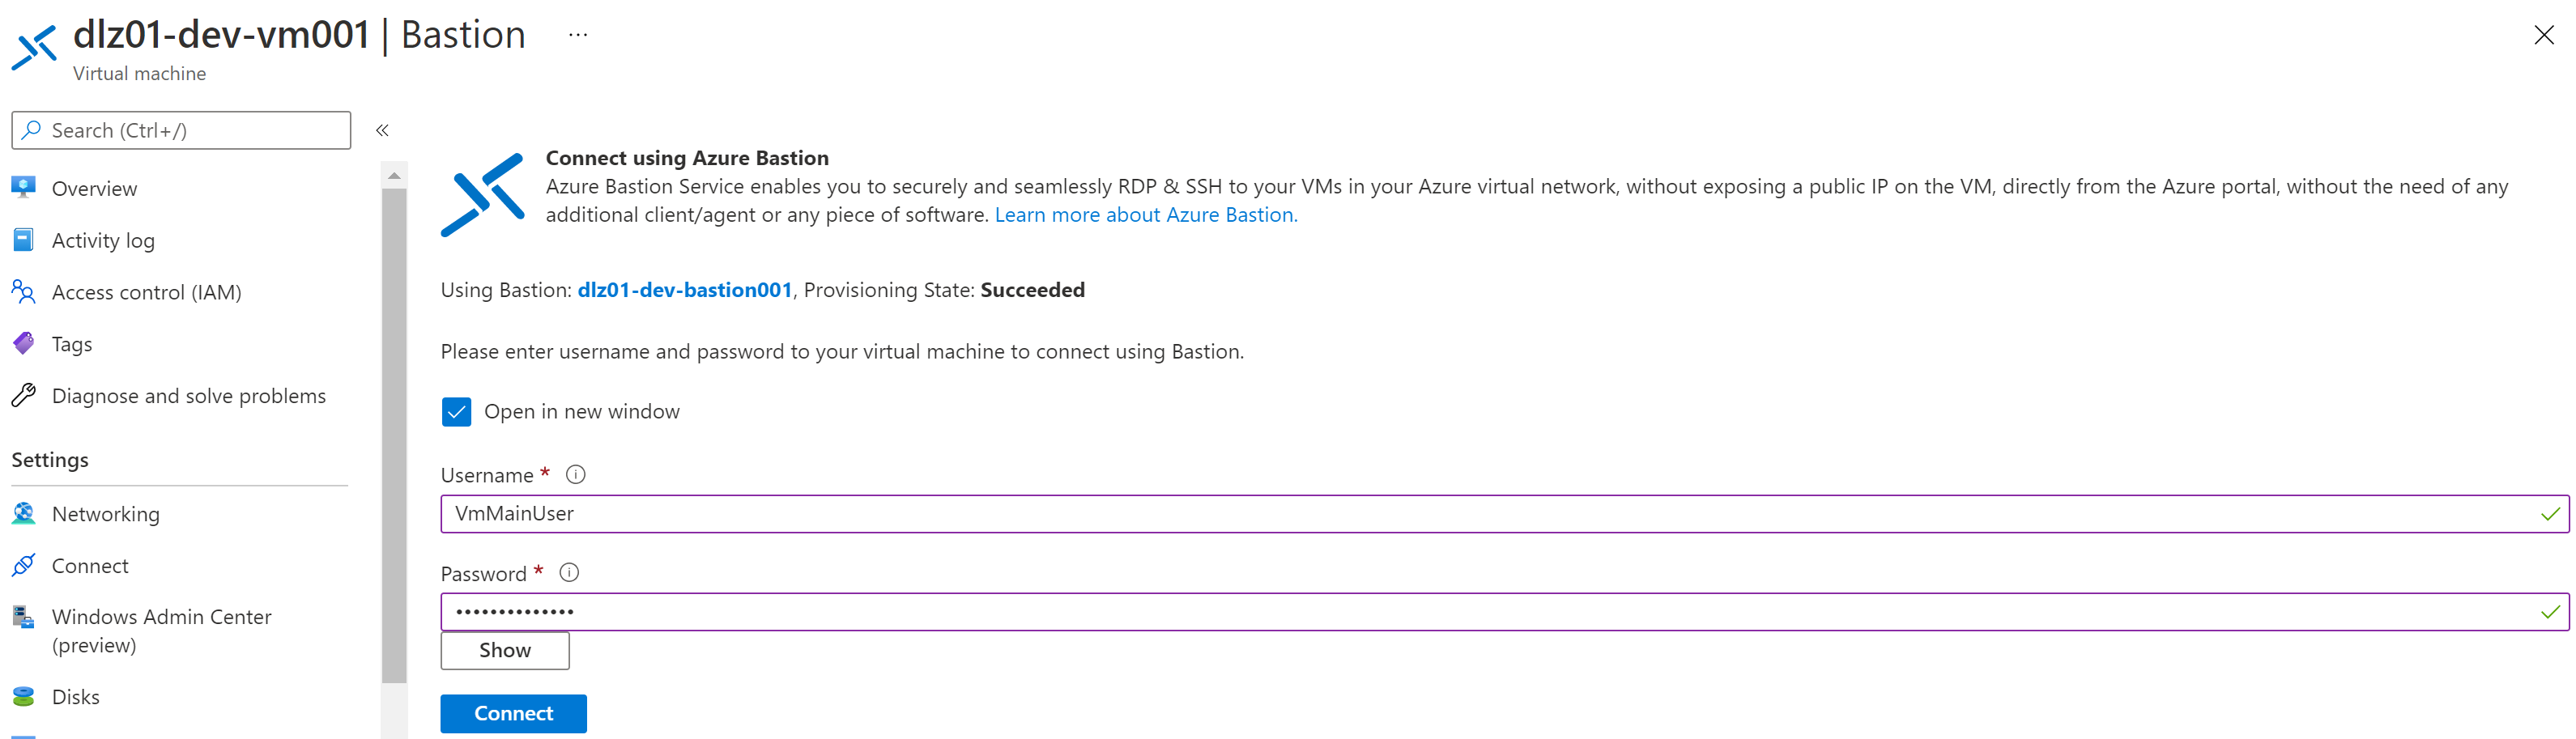 dlz01-dev-vm001 | Bastion ...
Virtual machine
Search (Ctrl+/)
«
Overview
Activity log
Access control (IAM)
Tags
Diagnose and solve problems
Settings
Networking
Connect
Windows Admin Center
(preview)
Disks
Connect using Azure Bastion
Azure Bastion Service enables you to securely and seamlessly RDP & SSH to your VMs in your Azure virtual network, without exposing a public IP on the VM, directly from the Azure portal, without the need of any
additional client/agent or any piece of software. Learn more about Azure Bastion.
Using Bastion: dlz01-dev-bastion001, Provisioning State: Succeeded
Please enter username and password to your virtual machine to connect using Bastion.
Open in new window
Username *
VmMainUser
Password *
••••••••••••••
Show
Connect